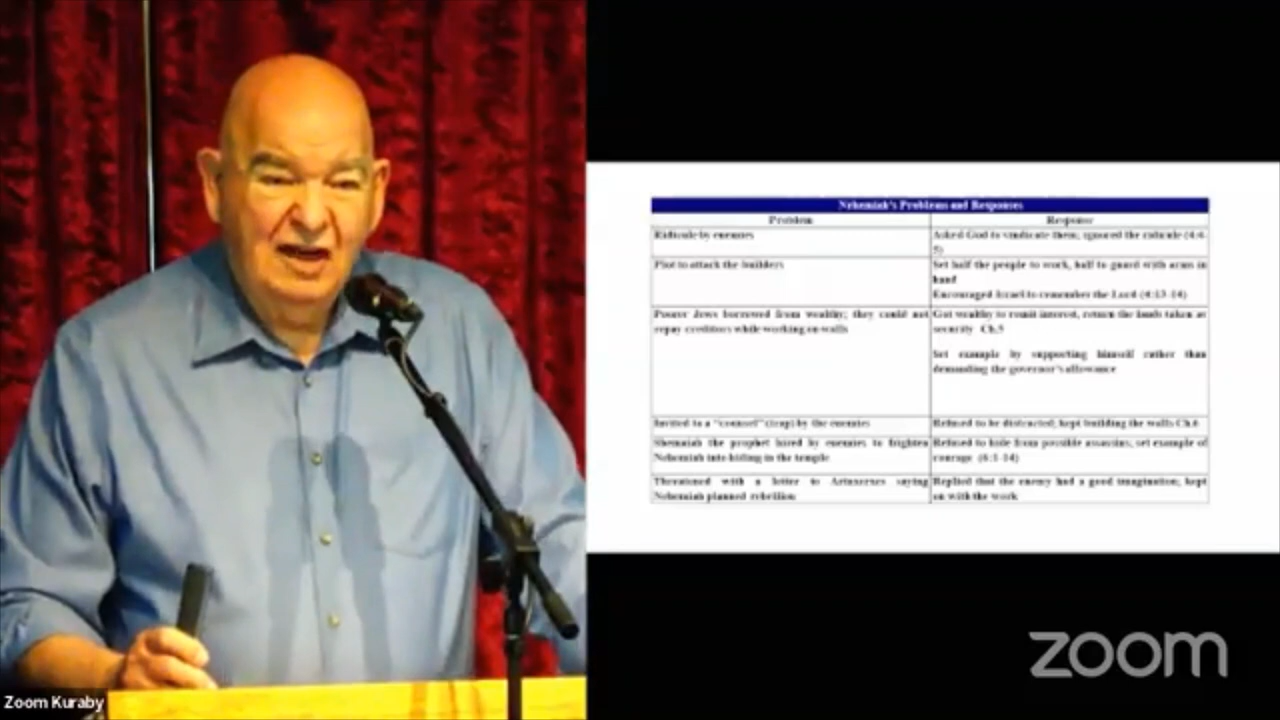 Nehemiah's Problems and Responses
Problem
Response
Ridicule by enemies
Asked God to vindicate them; ignored the ridicule (4:4-
5)
Plot to attack the builders
Set half the people to work, half to guard with arms in
hand
Encouraged Israel to remember the Lord (4:13-14)
Poorer Jews borrowed from wealthy; they could not
repay creditors while working on walls
Got wealthy to remit interest, return the lands taken as
security Ch.5
Set example by supporting himself rather than
demanding the governor's allowance
Invited to a "counsel" (trap) by the enemies
Refused to be distracted, kept building the walls Ch.6
Shemaiah the prophet hired by enemies to frighten
Nehemiah into hiding in the temple
Refused to hide from possible assassins, set example of
courage (6:1-14)
Threatened with a letter to Artaxerxes saying
Nehemiah planned rebellion
Replied that the enemy had a good imagination; kept
on with the work
zoom
Zoom Kuraby